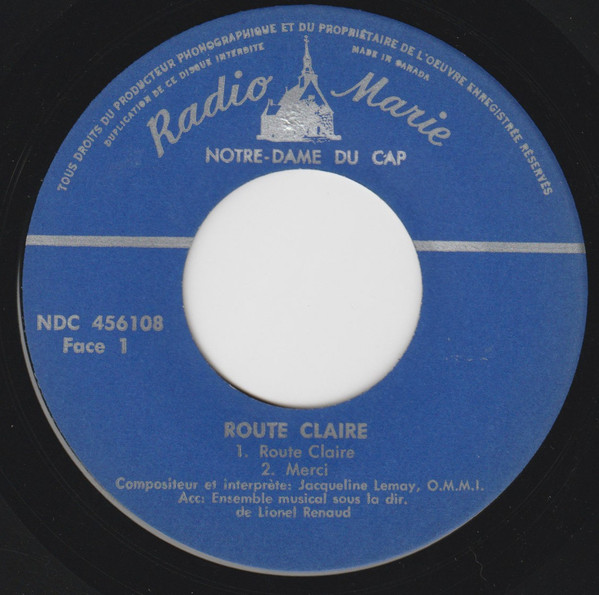 TOUS DROITS DU PRODUCTEUR PHONOGRAPHIQUE ET DU PROPRIÉTAIRE DE L'OEUVRE ENREGISTRÉE RÉSERVÉS
DUPLICATION DE CE DISQUE INTERDITE
MADE IN CANADA
Radio Marie
NOTRE-DAME DU CAP
NDC 456108
Face 1
ROUTE CLAIRE
1. Route Claire
2. Merci
Compositeur et interprète: Jacqueline Lemay, O.M.M.I.
Acc: Ensemble musical sous la dir.
de Lionel Renaud